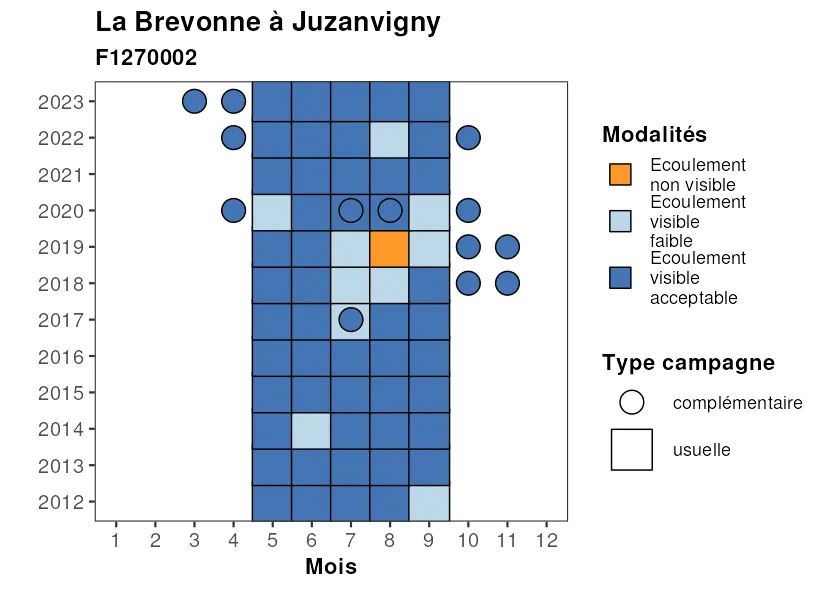 La Brevonne à Juzanvigny
F1270002
2023
2022
2021
2020
2019
2018
2017
2016
2015
2014
2013
2012
1 2 3 4 5 6 7 8 9 10 11 12
Mois
Modalités
Ecoulement
non visible
Ecoulement
visible
faible
Ecoulement
visible
acceptable
Type campagne
complémentaire
usuelle